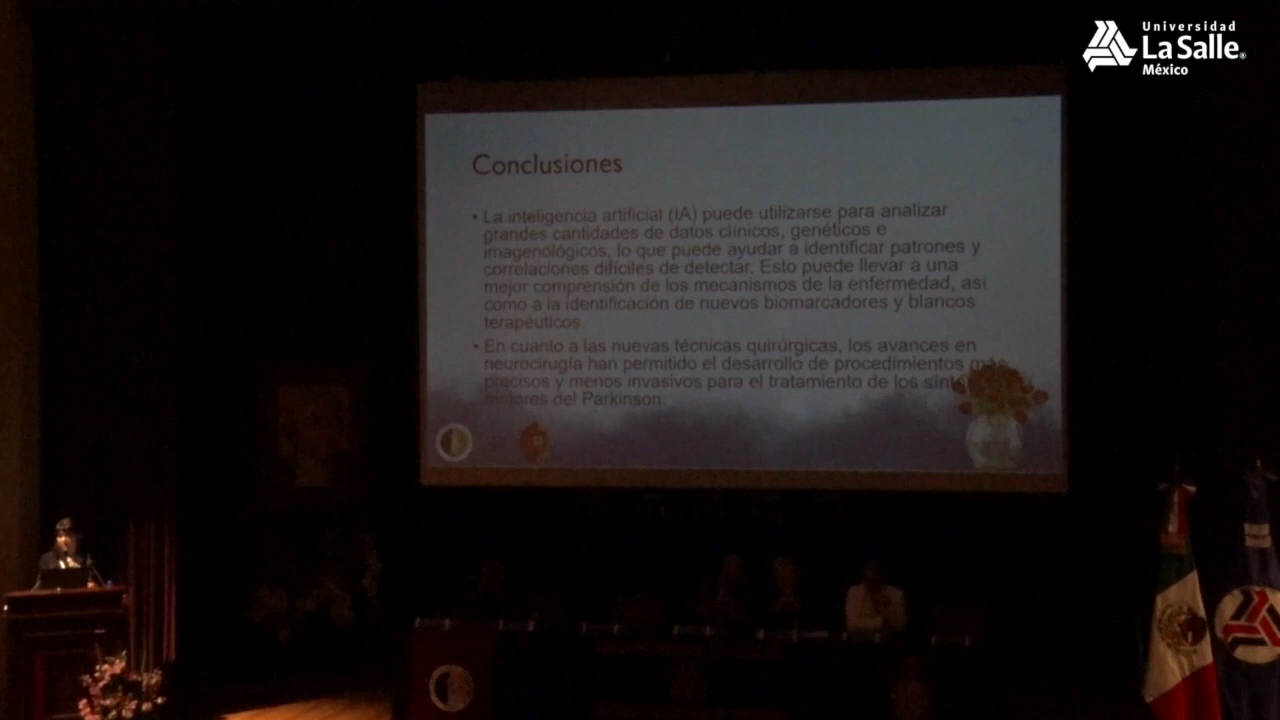 Universidad
La Salle®
México
Conclusiones
• La inteligencia artificial (IA) puede utilizarse para analizar
grandes cantidades de datos clínicos, genéticos e
imagenológicos, lo que puede ayudar a identificar patrones y
correlaciones difíciles de detectar. Esto puede llevar a una
mejor comprensión de los mecanismos de la enfermedad, así
como a la identificación de nuevos biomarcadores y blancos
terapéuticos.
• En cuanto a las nuevas técnicas quirúrgicas, los avances en
neurocirugía han permitido el desarrollo de procedimientos más
precisos y menos invasivos para el tratamiento de los
motores del Parkinson.